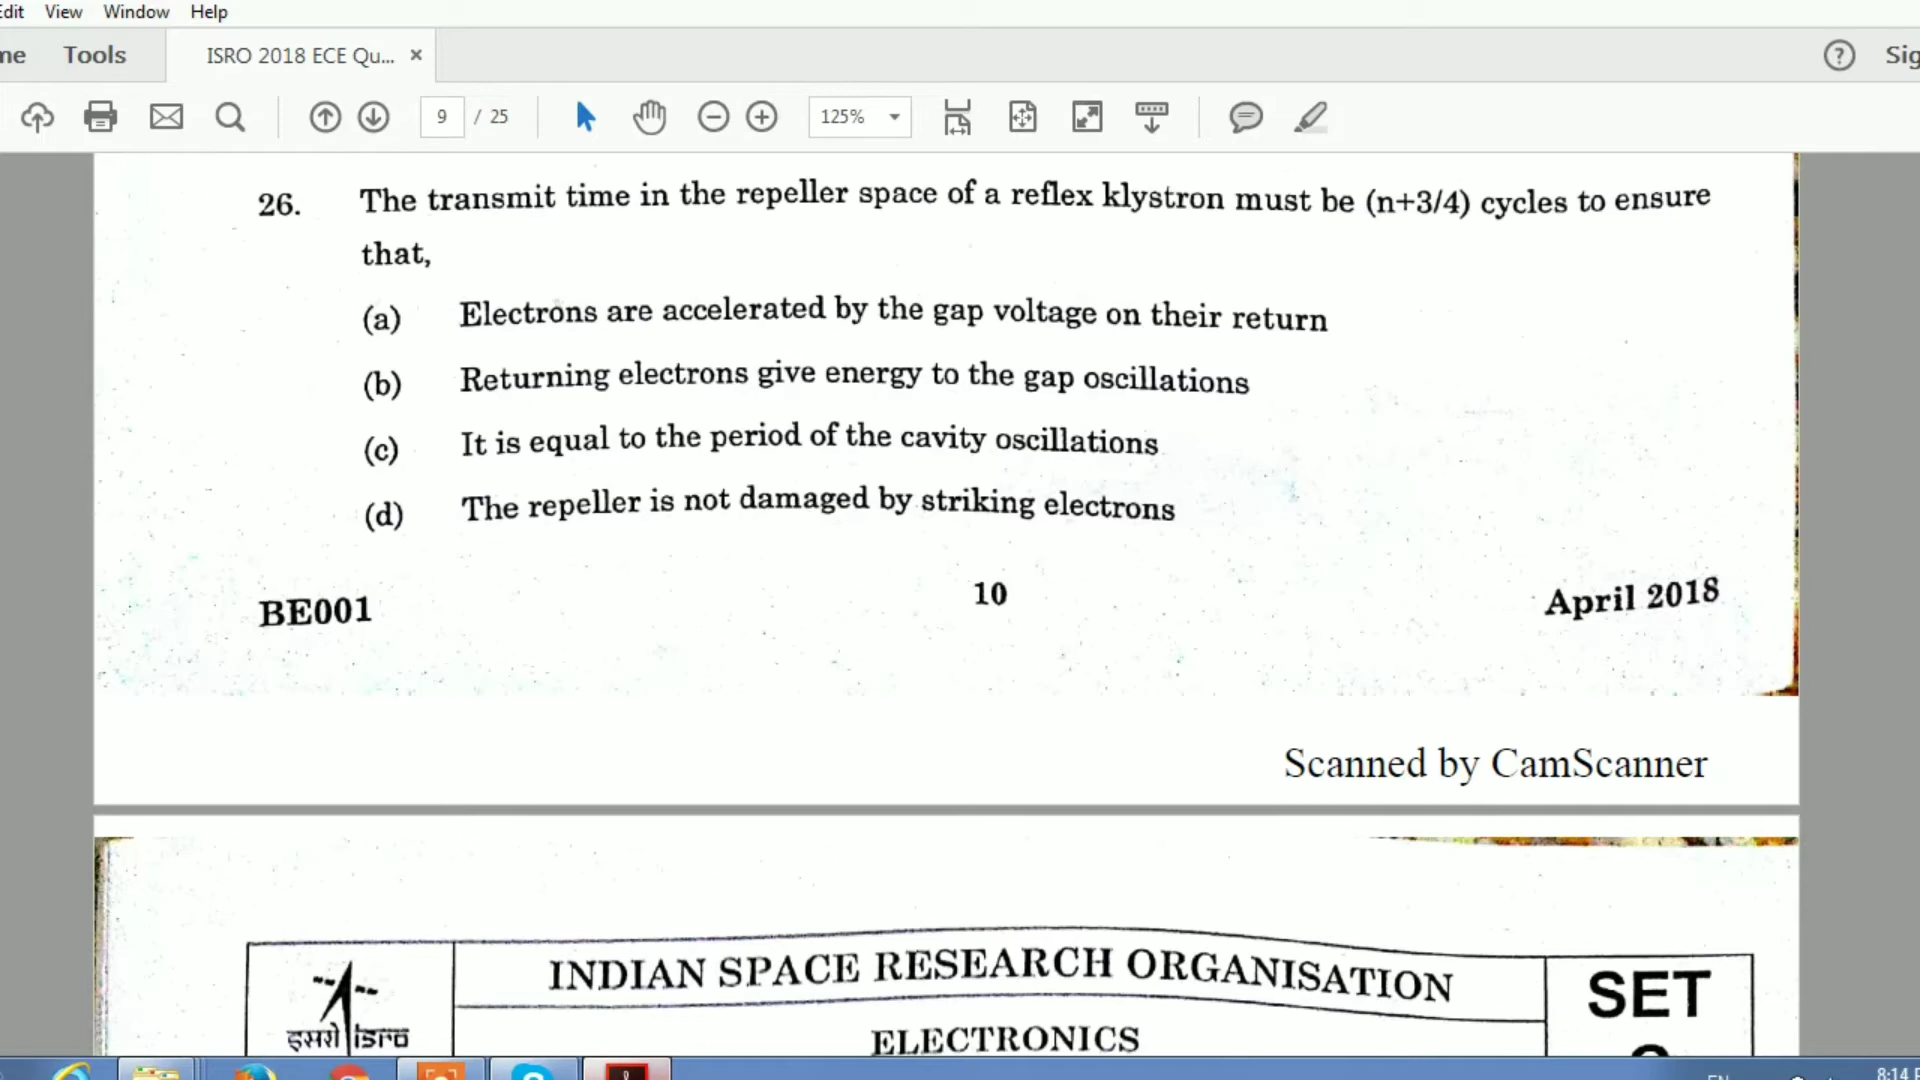 Edit View Window Help
me Tools ISRO 2018 ECE Qu... × ? Sig
9 / 25 125%
26. The transmit time in the repeller space of a reflex klystron must be (n+3/4) cycles to ensure
that,
(a) Electrons are accelerated by the gap voltage on their return
(b) Returning electrons give energy to the gap oscillations
(c) It is equal to the period of the cavity oscillations
(d) The repeller is not damaged by striking electrons
BE001 10 April 2018
Scanned by CamScanner
INDIAN SPACE RESEARCH ORGANISATION
SET
इसरो isro
ELECTRONICS
8:14